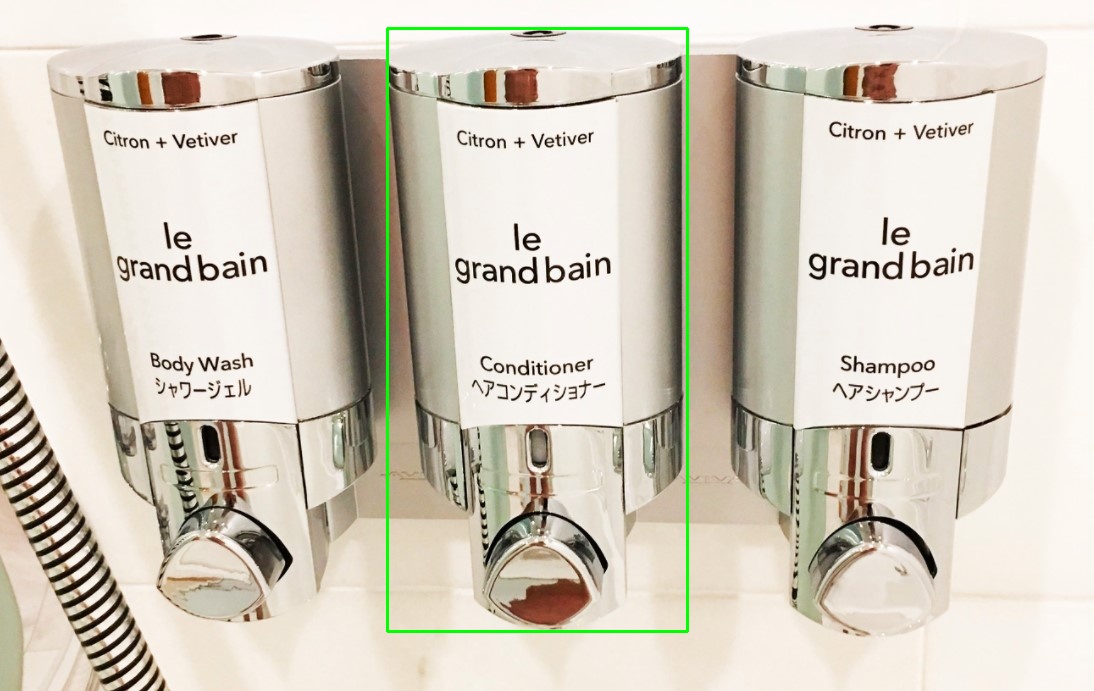 Citron + Vetiver
le
grand bain
Body Wash
シャワージェル
Citron + Vetiver
le
grand bain
Conditioner
ヘアコンディショナー
Citron + Vetiver
le
grand bain
Shampoo
ヘアシャンプー